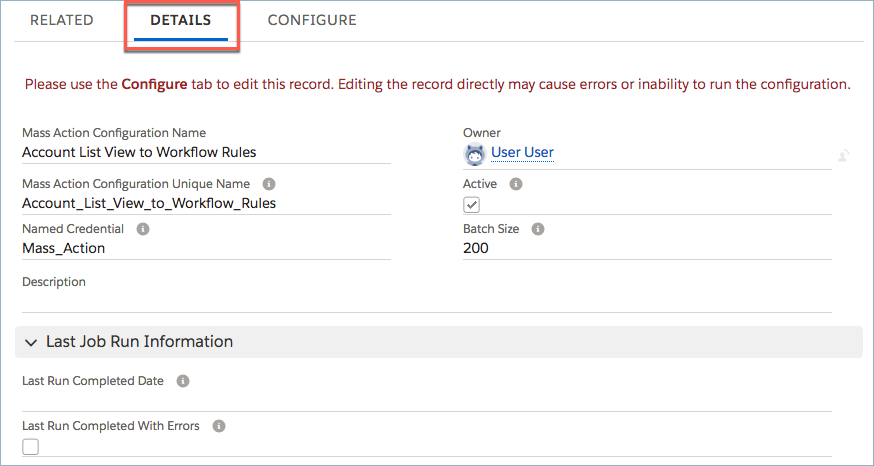 RELATED DETAILS CONFIGURE
Please use the Configure tab to edit this record. Editing the record directly may cause errors or inability to run the configuration.
Mass Action Configuration Name
Account List View to Workflow Rules
Owner
User User
Mass Action Configuration Unique Name
Account_List_View_to_Workflow_Rules
Active
Named Credential
Mass_Action
Batch Size
200
Description
Last Job Run Information
Last Run Completed Date
Last Run Completed With Errors